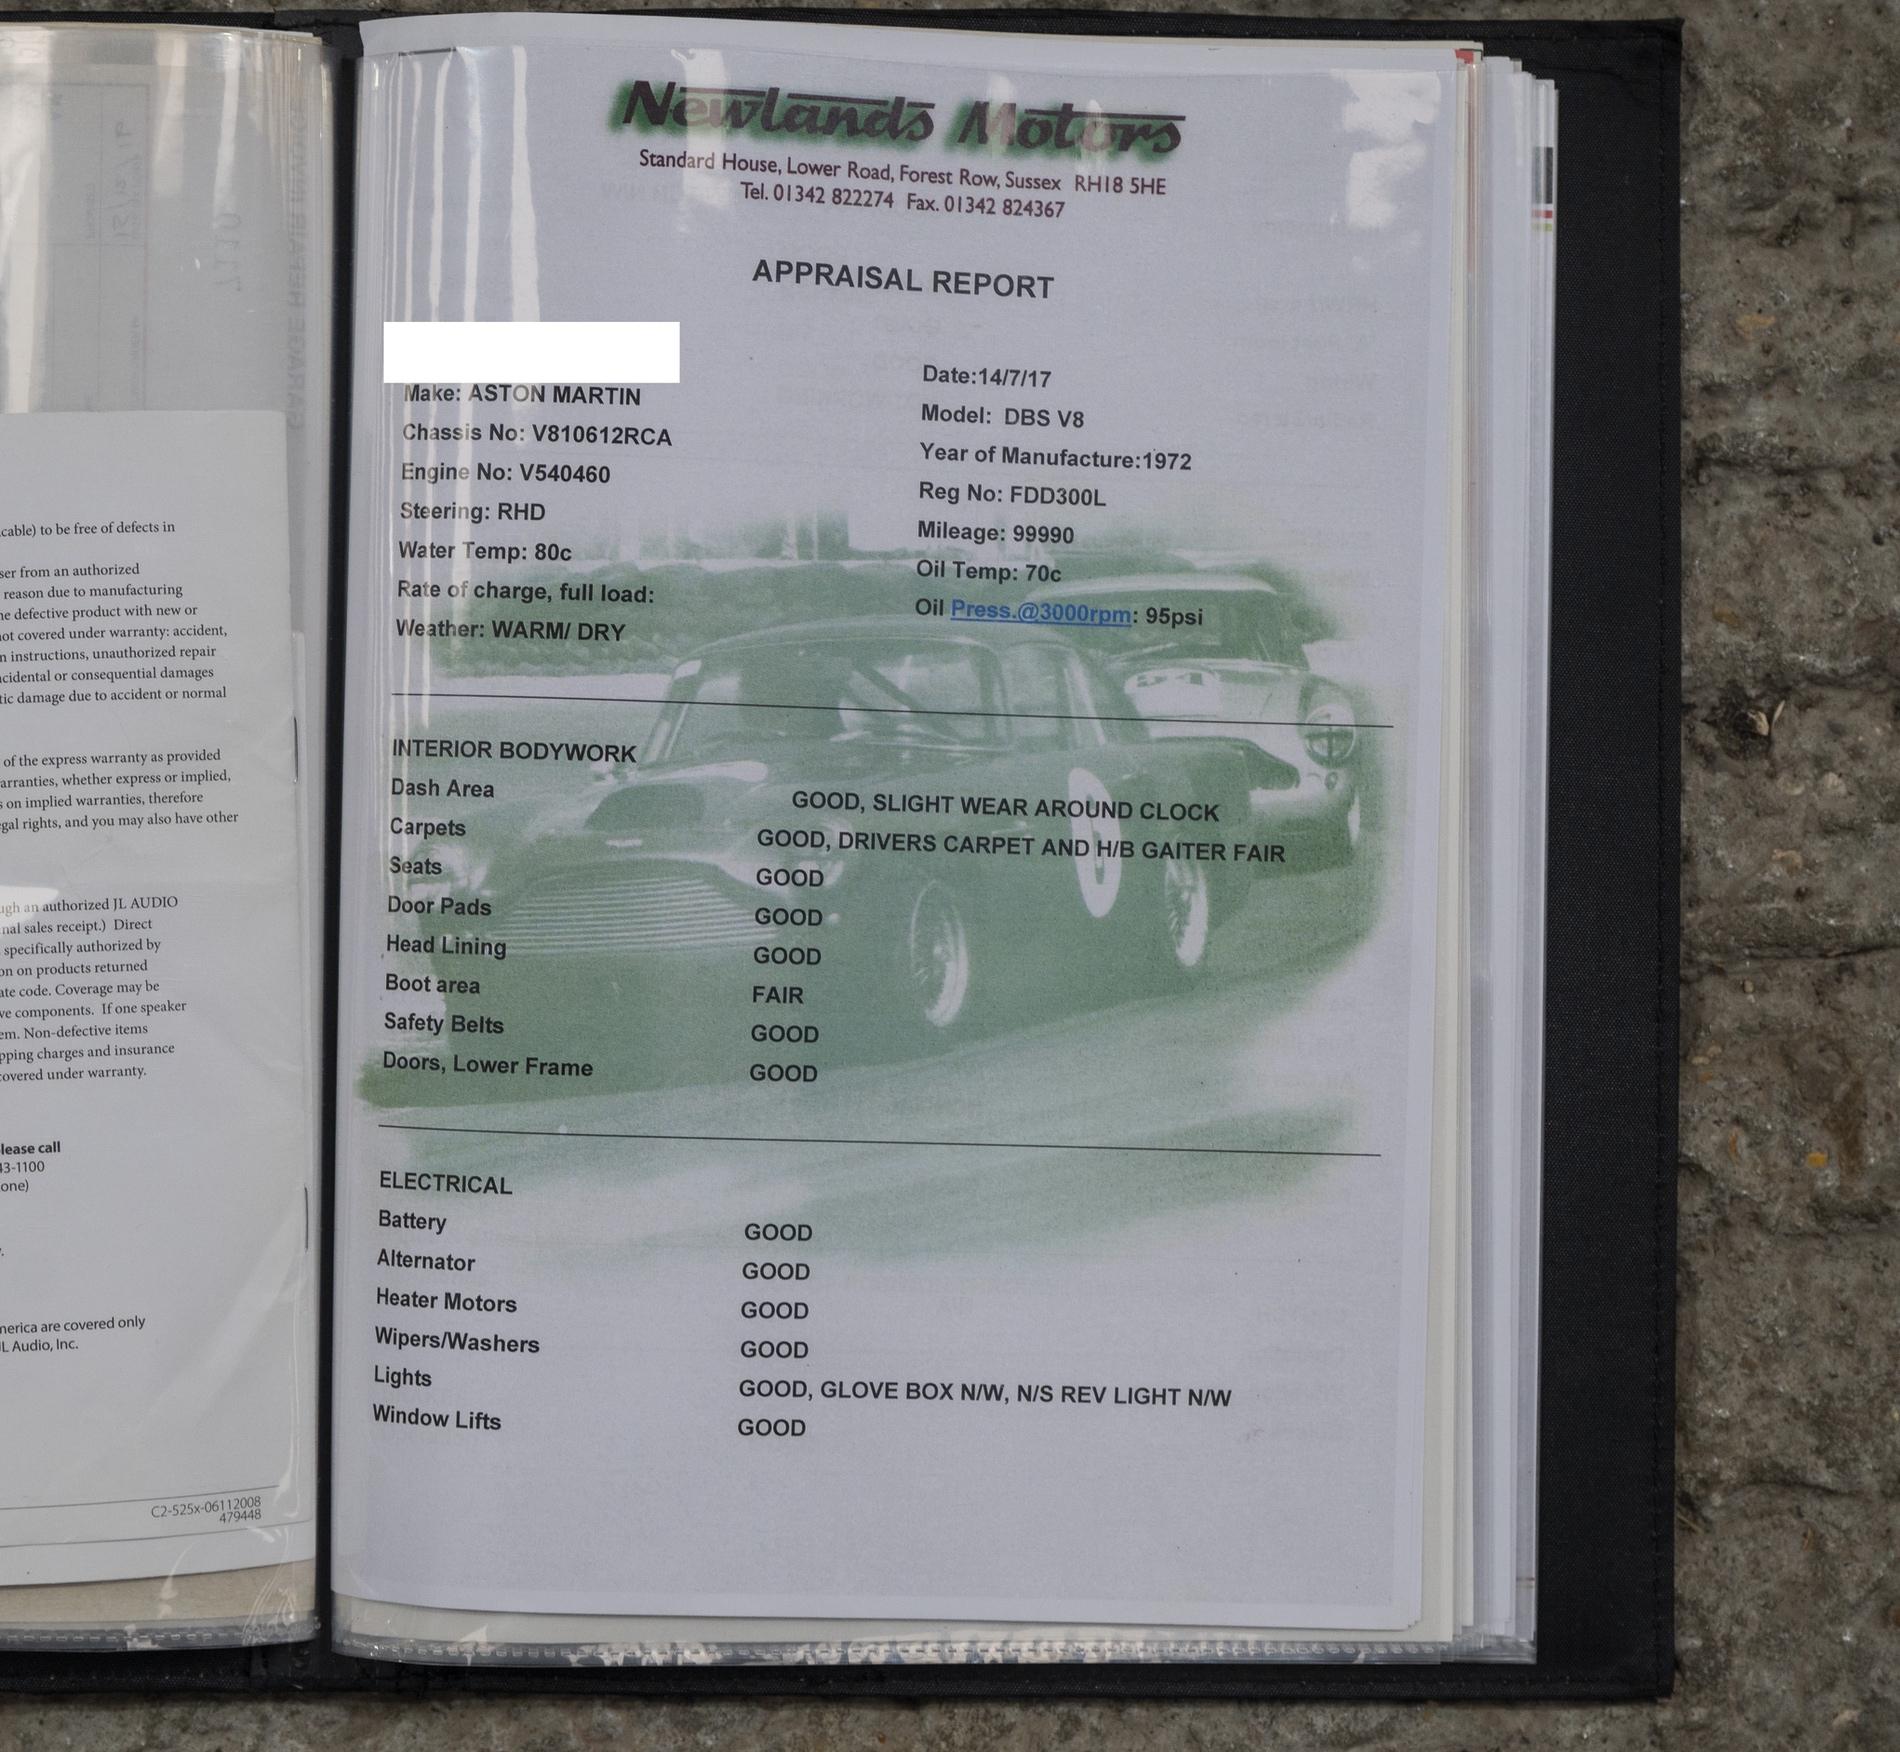 cable) to be free of defects in
ser from an authorized
reason due to manufacturing
ne defective product with new or
not covered under warranty: accident,
n instructions, unauthorized repair
cidental or consequential damages
tic damage due to accident or normal
of the express warranty as provided
arranties, whether express or implied,
s on implied warranties, therefore
egal rights, and you may also have other
ugh an authorized JL AUDIO
nal sales receipt.) Direct
specifically authorized by
on on products returned
ate code. Coverage may be
ve components. If one speaker
em. Non-defective items
pping charges and insurance
covered under warranty.
lease call
43-1100
one)
merica are covered only
JL Audio, Inc.
C2-525x-06112008
479448
Newlands Motors
Standard House, Lower Road, Forest Row, Sussex RH18 5HE
Tel. 01342 822274 Fax. 01342 824367
APPRAISAL REPORT
Date:14/7/17
Make: ASTON MARTIN
Model: DBS V8
Chassis No: V810612RCA
Year of Manufacture:1972
Engine No: V540460
Reg No: FDD300L
Steering: RHD
Mileage: 99990
Water Temp: 80c
Oil Temp: 70c
Rate of charge, full load:
Oil Press.@3000rpm: 95psi
Weather: WARM/ DRY
INTERIOR BODYWORK
Dash Area GOOD, SLIGHT WEAR AROUND CLOCK
Carpets GOOD, DRIVERS CARPET AND H/B GAITER FAIR
Seats GOOD
Door Pads GOOD
Head Lining GOOD
Boot area FAIR
Safety Belts GOOD
Doors, Lower Frame GOOD
ELECTRICAL
Battery GOOD
Alternator GOOD
Heater Motors GOOD
Wipers/Washers GOOD
Lights GOOD, GLOVE BOX N/W, N/S REV LIGHT N/W
Window Lifts GOOD